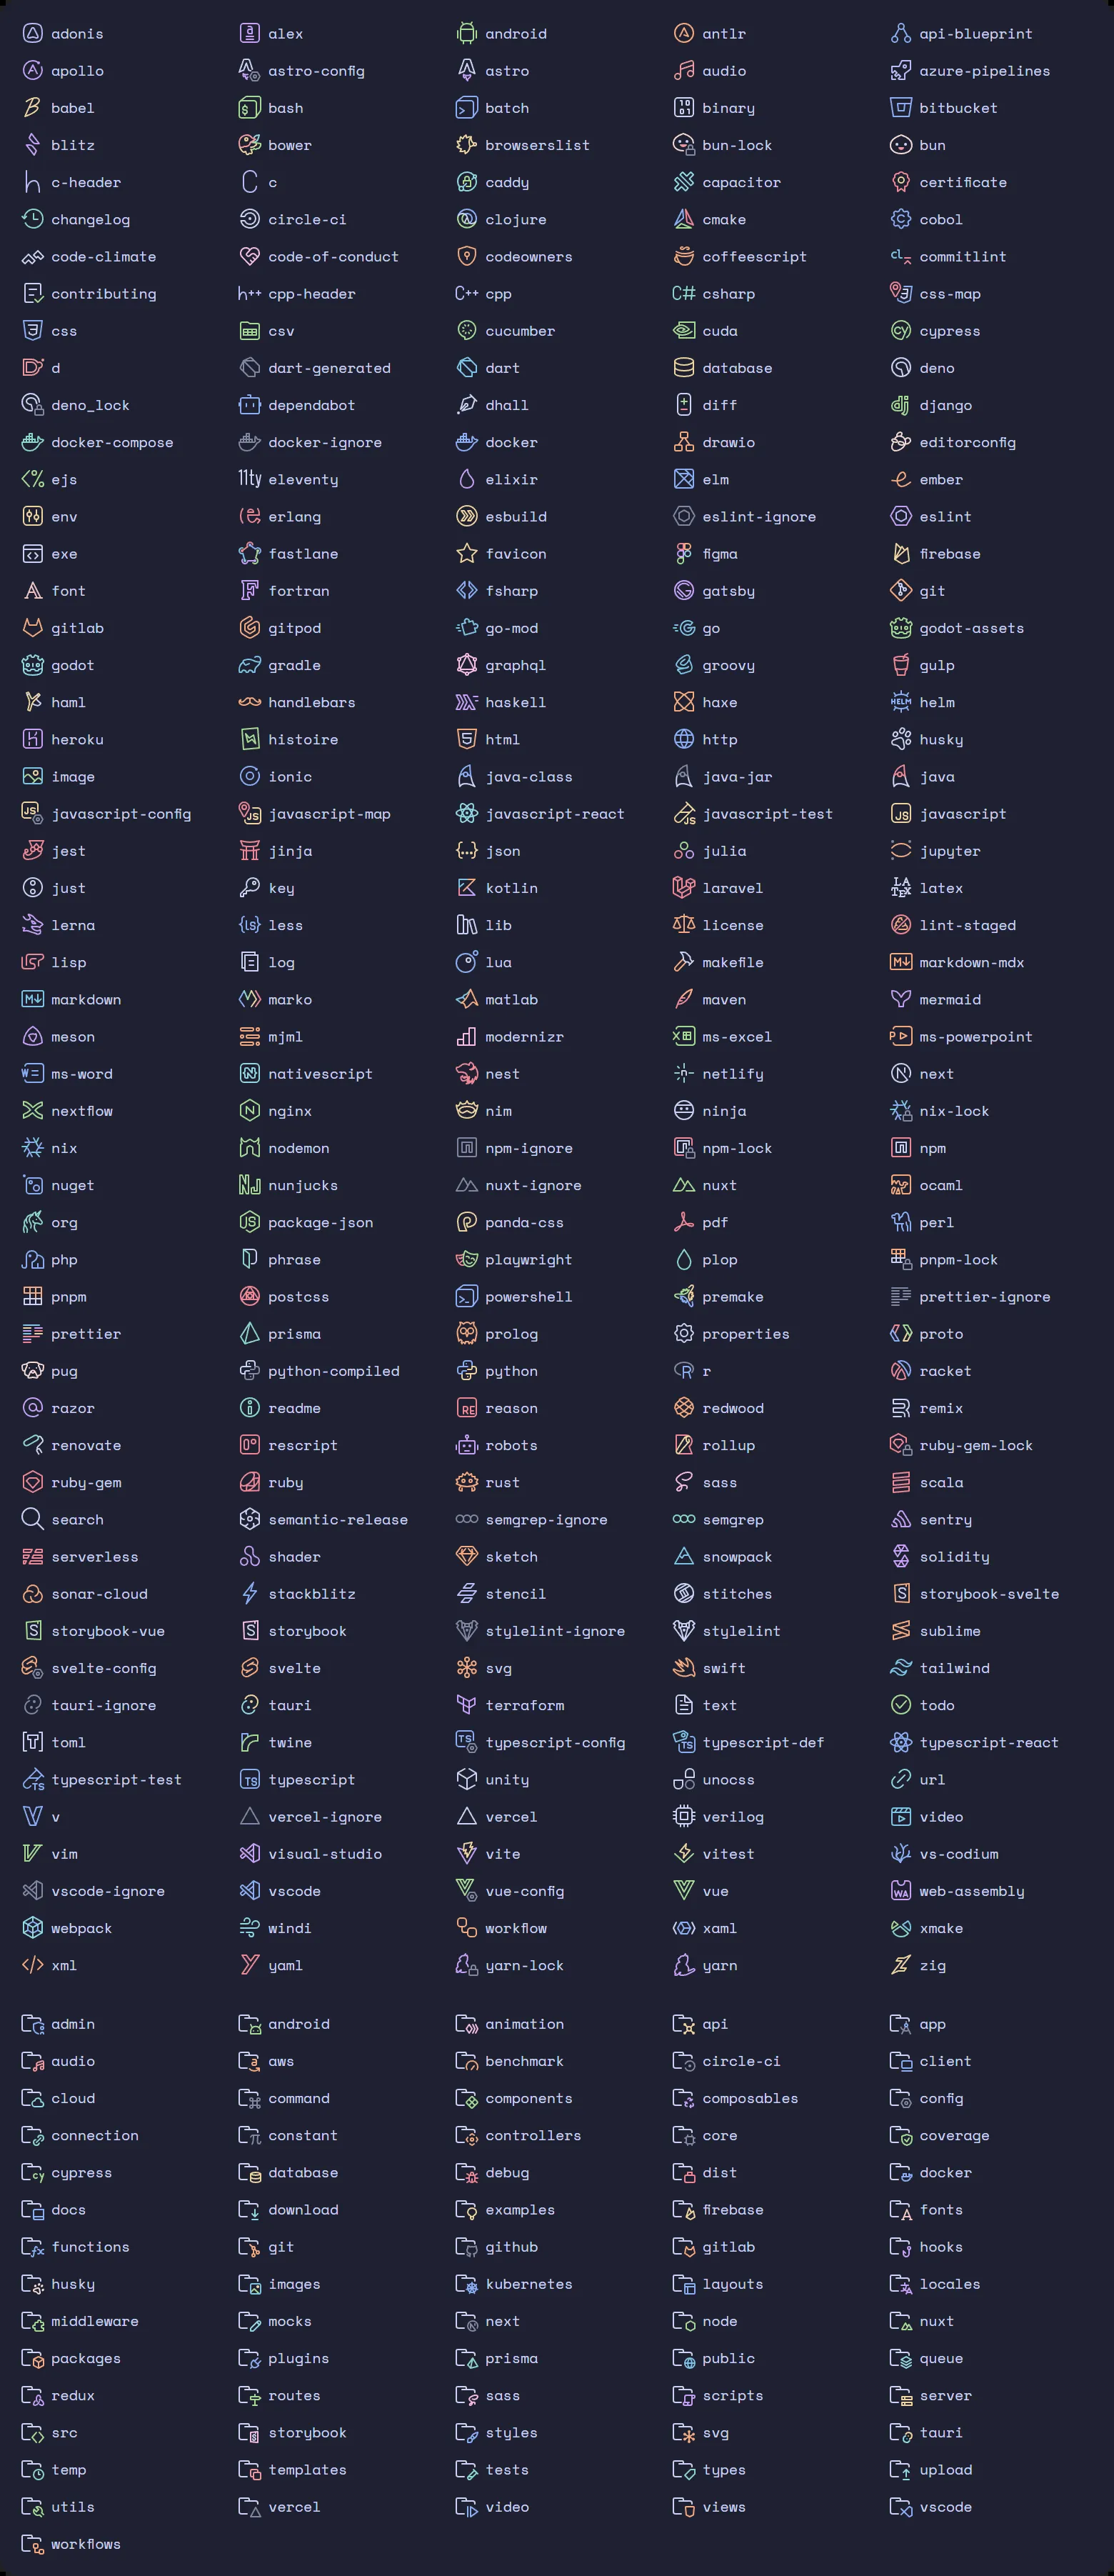 adonis alex android antlr api-blueprint
apollo astro-config astro audio azure-pipelines
babel bash batch binary bitbucket
blitz bower browserslist bun-lock bun
c-header c caddy capacitor certificate
changelog circle-ci clojure cmake cobol
code-climate code-of-conduct codeowners coffeescript commitlint
contributing cpp-header cpp csharp css-map
css csv cucumber cuda cypress
d dart-generated dart database deno
deno_lock dependabot dhall diff django
docker-compose docker-ignore docker drawio editorconfig
ejs eleventy elixir elm ember
env erlang esbuild eslint-ignore eslint
exe fastlane favicon figma firebase
font fortran fsharp gatsby git
gitlab gitpod go-mod go godot-assets
godot gradle graphql groovy gulp
haml handlebars haskell haxe helm
heroku histoire html http husky
image ionic java-class java-jar java
javascript-config javascript-map javascript-react javascript-test javascript
jest jinja json julia jupyter
just key kotlin laravel latex
lerna less lib license lint-staged
lisp log lua makefile markdown-mdx
markdown marko matlab maven mermaid
meson mjml modernizr ms-excel ms-powerpoint
ms-word nativescript nest netlify next
nextflow nginx nim ninja nix-lock
nix nodemon npm-ignore npm-lock npm
nuget nunjucks nuxt-ignore nuxt ocaml
org package-json panda-css pdf perl
php phrase playwright plop pnpm-lock
pnpm postcss powershell premake prettier-ignore
prettier prisma prolog properties proto
pug python-compiled python r racket
razor readme reason redwood remix
renovate rescript robots rollup ruby-gem-lock
ruby-gem ruby rust sass scala
search semantic-release semgrep-ignore semgrep sentry
serverless shader sketch snowpack solidity
sonar-cloud stackblitz stencil stitches storybook-svelte
storybook-vue storybook stylelint-ignore stylelint sublime
svelte-config svelte svg swift tailwind
tauri-ignore tauri terraform text todo
toml twine typescript-config typescript-def typescript-react
typescript-test typescript unity unocss url
v vercel-ignore vercel verilog video
vim visual-studio vite vitest vs-codium
vscode-ignore vscode vue-config vue web-assembly
webpack windi workflow xaml xmake
xml yaml yarn-lock yarn zig
admin android animation api app
audio aws benchmark circle-ci client
cloud command components composables config
connection constant controllers core coverage
cypress database debug dist docker
docs download examples firebase fonts
functions git github gitlab hooks
husky images kubernetes layouts locales
middleware mocks next node nuxt
packages plugins prisma public queue
redux routes sass scripts server
src storybook styles svg tauri
temp templates tests types upload
utils vercel video views vscode
workflows